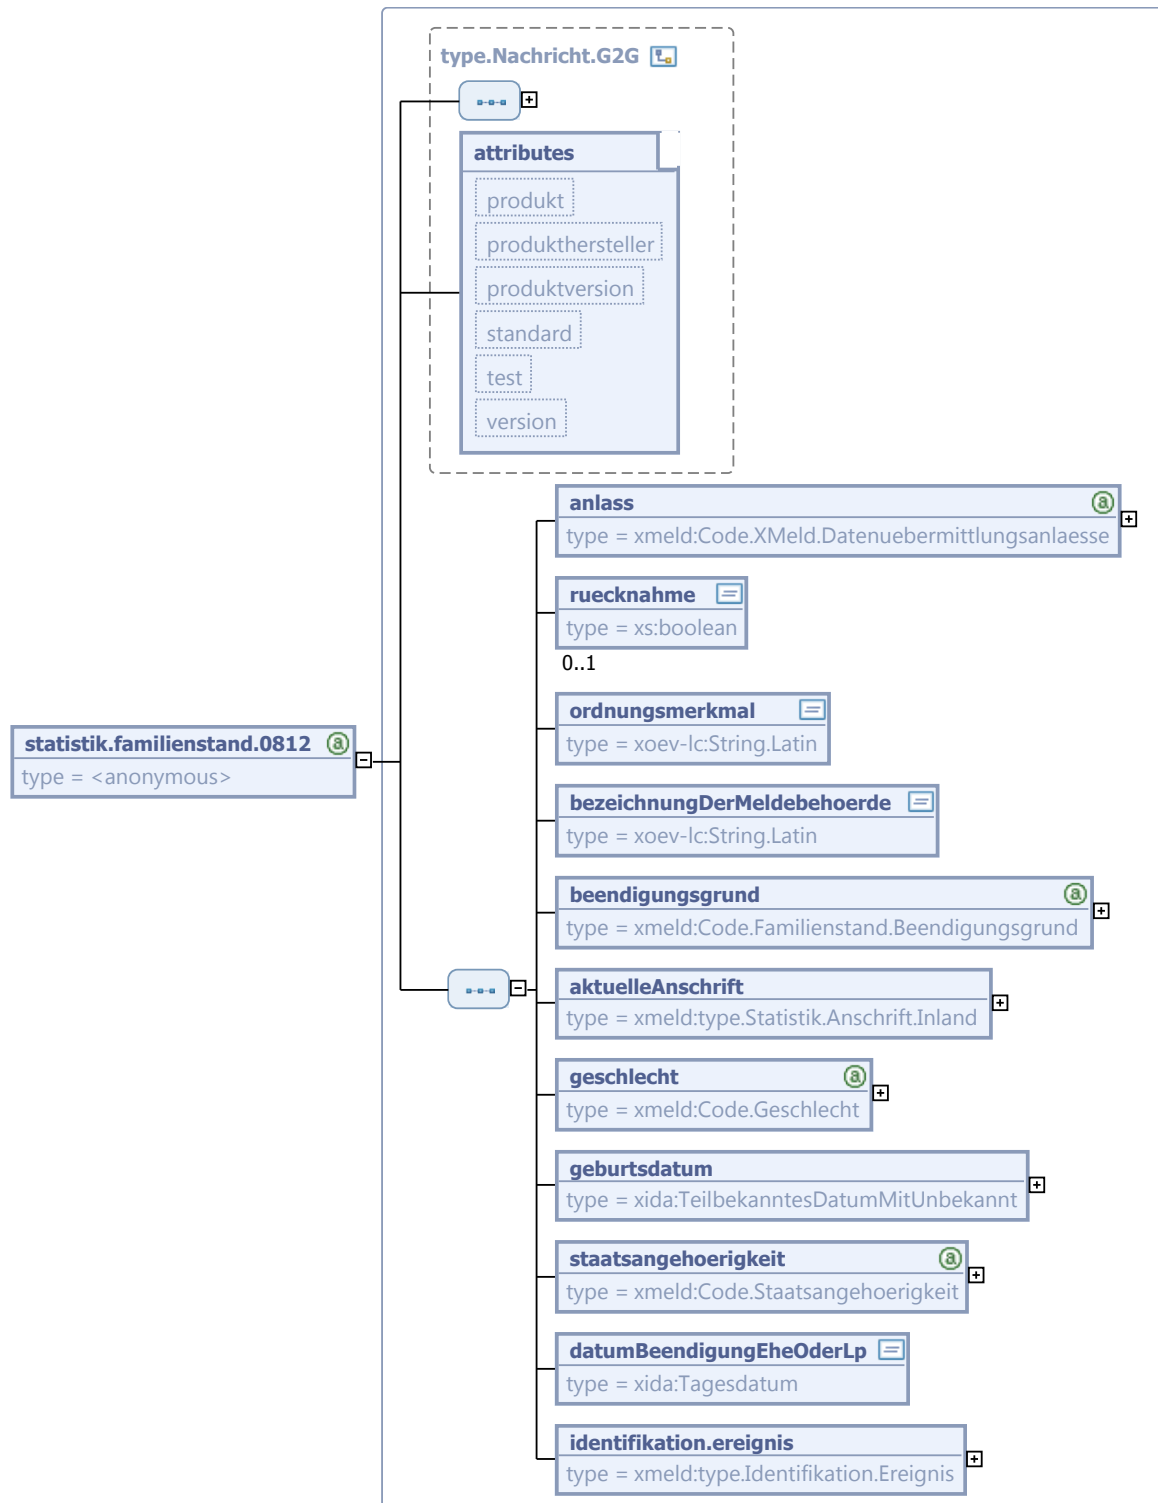 type.Nachricht.G2G
attributes
produkt
produkthersteller
produktversion
standard
test
version
anlass
type = xmeld:Code.XMeld.Datenuebermittlungsanlaesse
ruecknahme
type = xs:boolean
0..1
ordnungsmerkmal
type = xoev-lc:String.Latin
statistik.familienstand.0812
type = <anonymous>
bezeichnungDerMeldebehoerde
type = xoev-lc:String.Latin
beendigungsgrund
type = xmeld:Code.Familienstand.Beendigungsgrund
aktuelleAnschrift
type = xmeld:type.Statistik.Anschrift.Inland
geschlecht
type = xmeld:Code.Geschlecht
geburtsdatum
type = xida:TeilbekanntesDatumMitUnbekannt
staatsangehoerigkeit
type = xmeld:Code.Staatsangehoerigkeit
datumBeendigungEheOderLp
type = xida:Tagesdatum
identifikation.ereignis
type = xmeld:type.Identifikation.Ereignis